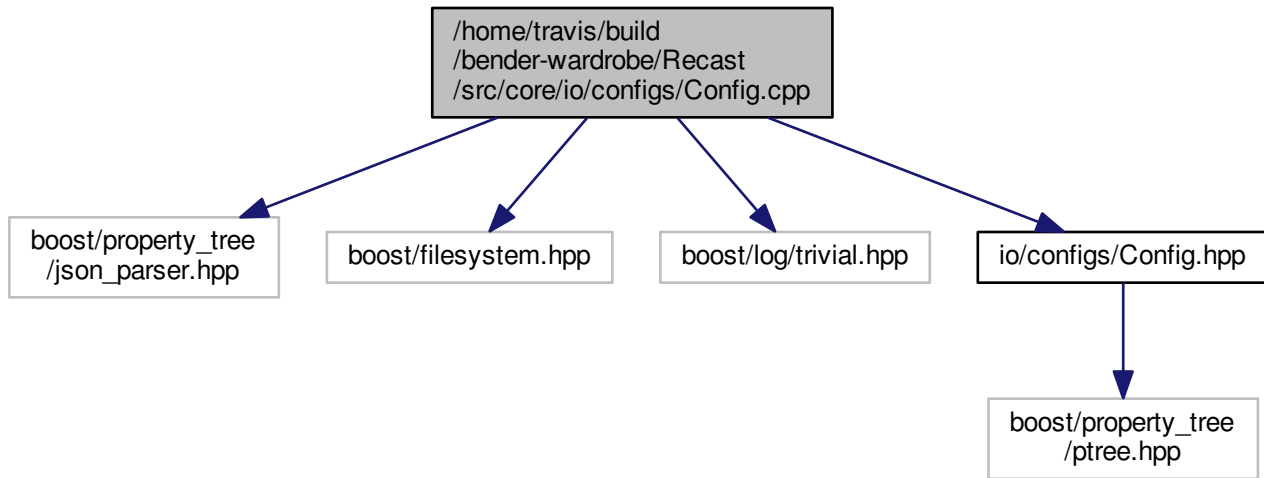 /home/travis/build
/bender-wardrobe/Recast
/src/core/io/configs/Config.cpp
boost/property_tree
/json_parser.hpp
boost/filesystem.hpp
boost/log/trivial.hpp
io/configs/Config.hpp
boost/property_tree
/ptree.hpp